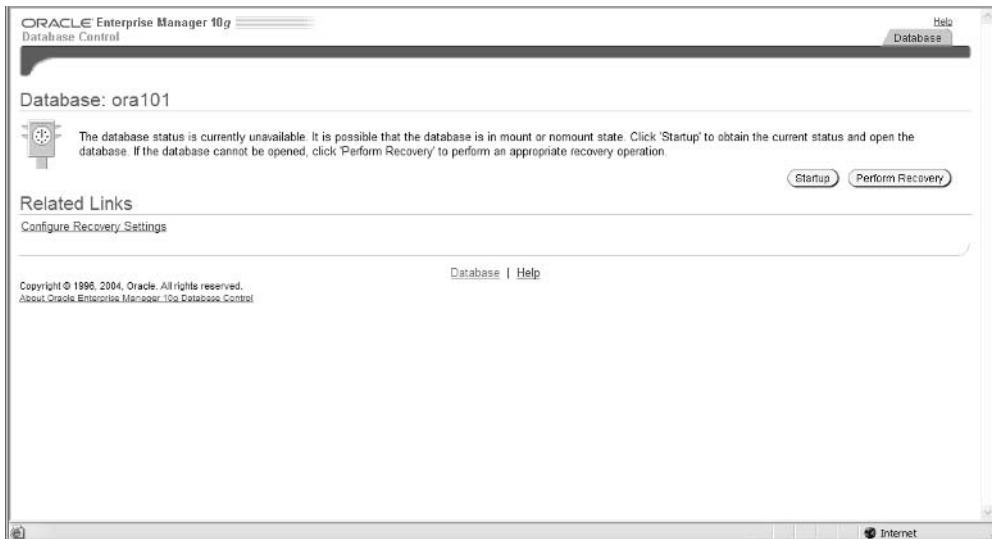 ORACLE Enterprise Manager 10g
Database Control
Help
Database
Database: ora101
The database status is currently unavailable. It is possible that the database is in mount or nomount state. Click 'Startup' to obtain the current status and open the
database. If the database cannot be opened, click 'Perform Recovery' to perform an appropriate recovery operation.
Startup
Perform Recovery
Related Links
Configure Recovery Settings
Database | Help
Copyright © 1996, 2004, Oracle. All rights reserved.
About Oracle Enterprise Manager 10g Database Control
Internet